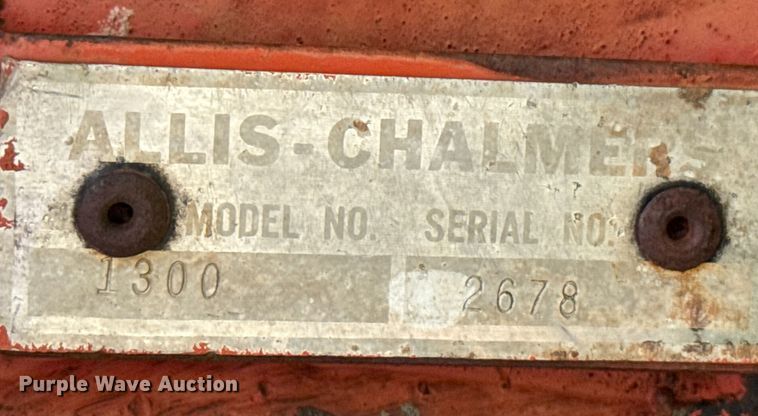 ALLIS-CHALMERS
MODEL NO. SERIAL NO.
1300 2678
Purple Wave Auction